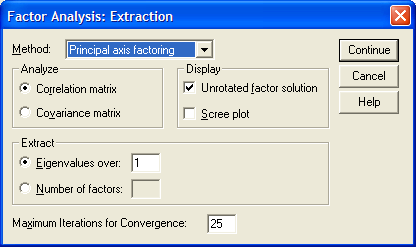 Factor Analysis: Extraction
Method: Principal axis factoring
Continue
Cancel
Help
Analyze
Correlation matrix
Covariance matrix
Display
Unrotated factor solution
Scree plot
Extract
Eigenvalues over: 1
Number of factors:
Maximum Iterations for Convergence: 25